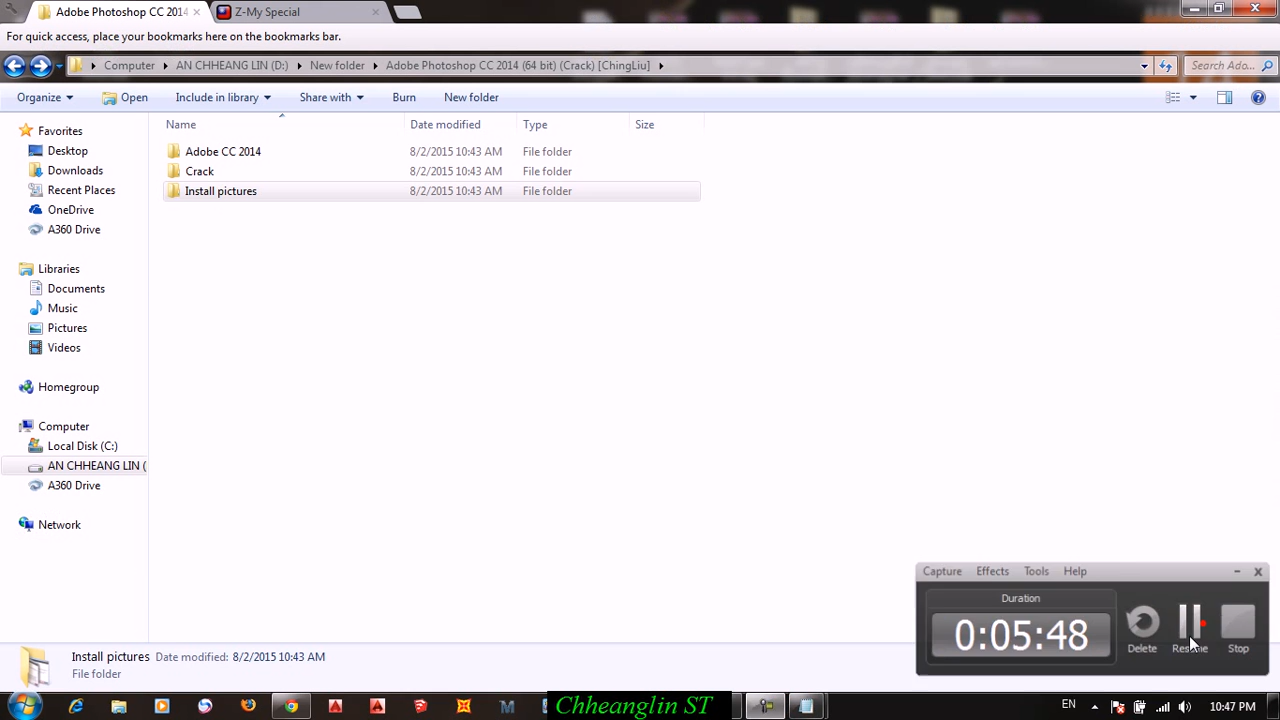 Adobe Photoshop CC 2014
Z-My Special
For quick access, place your bookmarks here on the bookmarks bar.
Computer AN CHHEANG LIN (D:) New folder Adobe Photoshop CC 2014 (64 bit) (Crack) [ChingLiu]
Search Ado...
Organize Open Include in library Share with Burn New folder
Name Date modified Type Size
Adobe CC 2014 8/2/2015 10:43 AM File folder
Crack 8/2/2015 10:43 AM File folder
Install pictures 8/2/2015 10:43 AM File folder
Favorites
Desktop
Downloads
Recent Places
OneDrive
A360 Drive
Libraries
Documents
Music
Pictures
Videos
Homegroup
Computer
Local Disk (C:)
AN CHHEANG LIN (
A360 Drive
Network
Capture Effects Tools Help
Duration
0:05:48
Delete Resume Stop
Install pictures Date modified: 8/2/2015 10:43 AM
File folder
Chheanglin ST
EN
10:47 PM